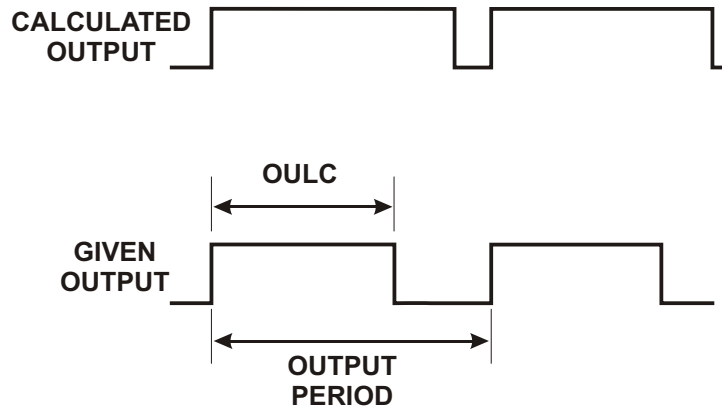 CALCULATED
OUTPUT
OULC
GIVEN
OUTPUT
OUTPUT
PERIOD